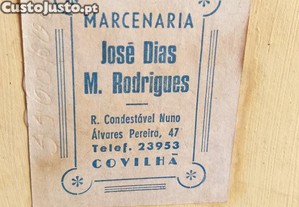 CustoJusto.pt
MARCENARIA
José Dias
M. Rodrigues
R. Condestável Nuno
Álvares Pereira, 47
Telef. 23953
COVILHÃ